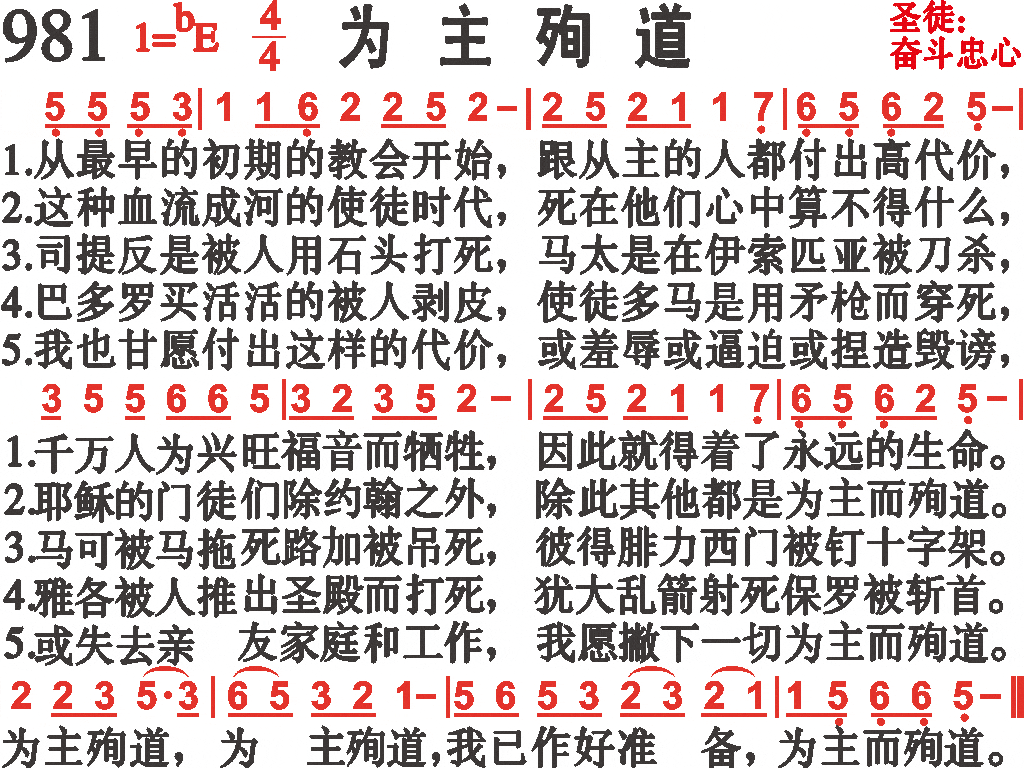 981 1=bE 4/4 为主殉道 圣徒:
奋斗忠心
5 5 5 3|1 1 6 2 2 5 2-|2 5 2 1 1 7|6 5 6 2 5-|
1.从最早的初期的教会开始，跟从主的人都付出高代价，
2.这种血流成河的使徒时代，死在他们心中算不得什么，
3.司提反是被人用石头打死，马太是在伊索匹亚被刀杀，
4.巴多罗买活活的被人剥皮，使徒多马是用矛枪而穿死，
5.我也甘愿付出这样的代价，或羞辱或逼迫或捏造毁谤，
3 5 5 6 6 5|3 2 3 5 2-|2 5 2 1 1 7|6 5 6 2 5-|
1.千万人为兴旺福音而牺牲，因此就得着了永远的生命。
2.耶稣的门徒们除约翰之外，除此其他都是为主而殉道。
3.马可被马拖死路加被吊死，彼得腓力西门被钉十字架。
4.雅各被人推出圣殿而打死，犹大乱箭射死保罗被斩首。
5.或失去亲 友家庭和工作，我愿撇下一切为主而殉道。
2 2 3 5·3|6 5 3 2 1-|5 6 5 3 2 3 2 1|1 5 6 6 5-‖
为主殉道，为 主殉道，我已作好准 备，为主而殉道。